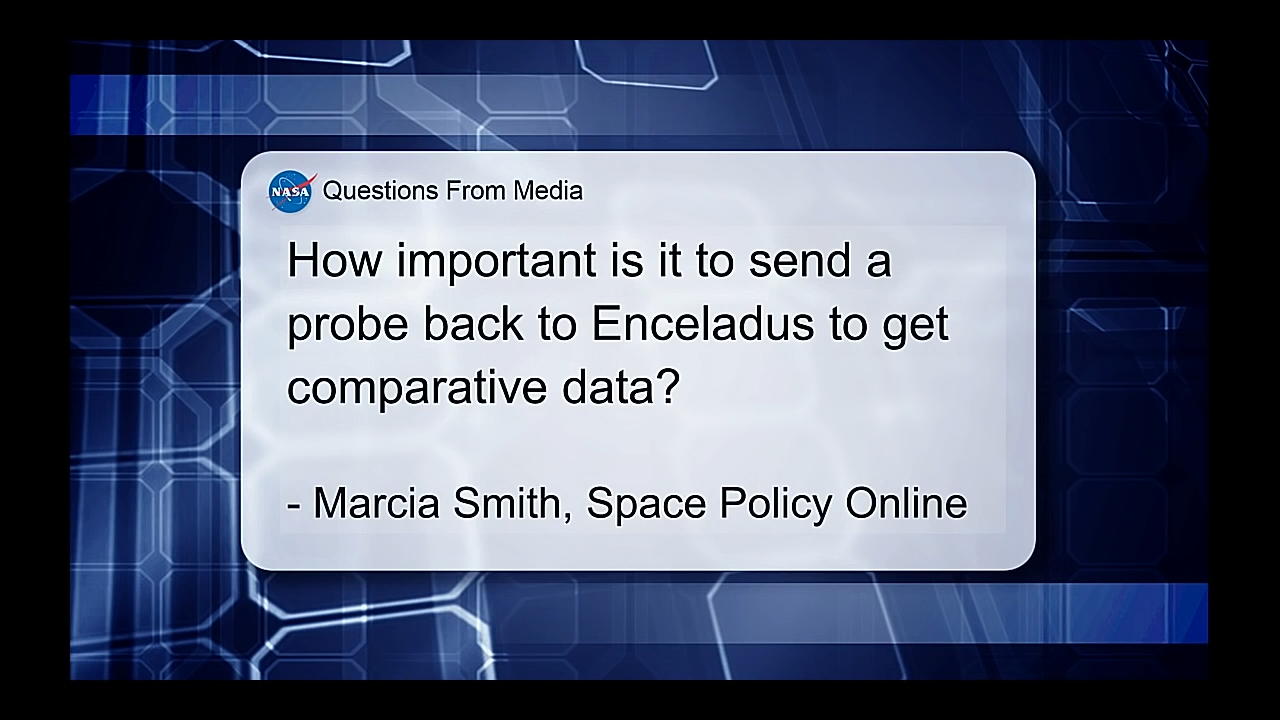 NASA Questions From Media
How important is it to send a
probe back to Enceladus to get
comparative data?
- Marcia Smith, Space Policy Online